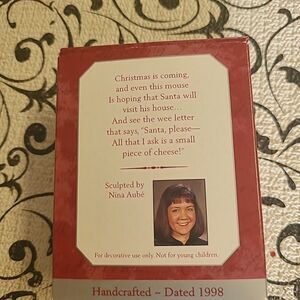 Christmas is coming,
and even this mouse
Is hoping that Santa will
visit his house...
And see the wee letter
that says, "Santa, please—
All that I ask is a small
piece of cheese!"
Sculpted by
Nina Aubé
For decorative use only. Not for young children.
Handcrafted – Dated 1998